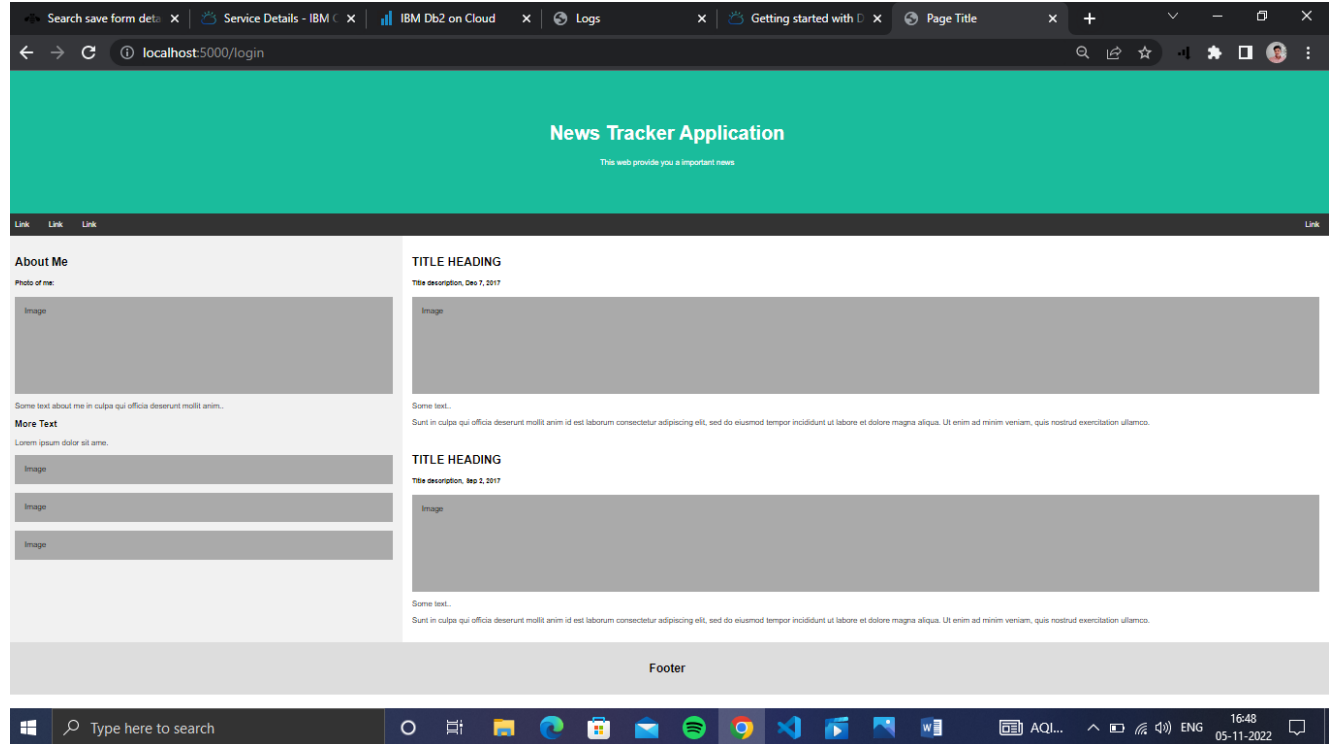 Search save form deta
Service Details - IBM C
IBM Db2 on Cloud
Logs
Getting started with D
Page Title
localhost:5000/login
News Tracker Application
This web provide you a important news
Link Link Link Link
About Me
Photo of me:
Image
Some text about me in culpa qui officia deserunt mollit anim..
More Text
Lorem ipsum dolor sit ame.
Image
Image
Image
TITLE HEADING
Title description, Dec 7, 2017
Image
Some text..
Sunt in culpa qui officia deserunt mollit anim id est laborum consectetur adipiscing elit, sed do eiusmod tempor incididunt ut labore et dolore magna aliqua. Ut enim ad minim veniam, quis nostrud exercitation ullamco.
TITLE HEADING
Title description, Sep 2, 2017
Image
Some text..
Sunt in culpa qui officia deserunt mollit anim id est laborum consectetur adipiscing elit, sed do eiusmod tempor incididunt ut labore et dolore magna aliqua. Ut enim ad minim veniam, quis nostrud exercitation ullamco.
Footer
Type here to search
AQI...
ENG
16:48
05-11-2022